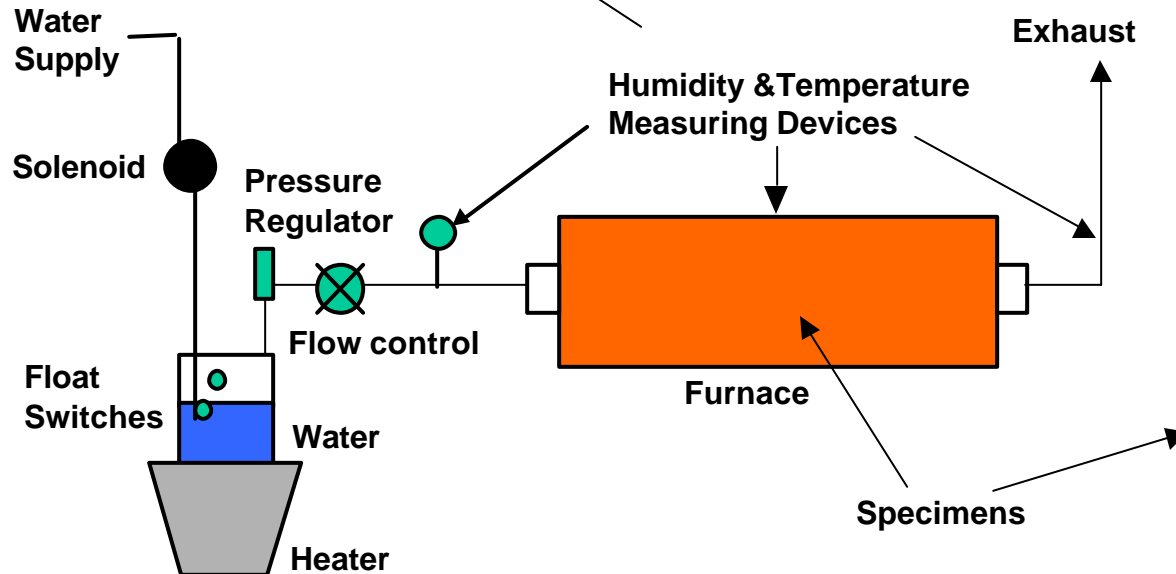 Water
Supply
Exhaust
Humidity &Temperature
Measuring Devices
Solenoid
Pressure
Regulator
Flow control
Float
Switches
Furnace
Water
Specimens
Heater